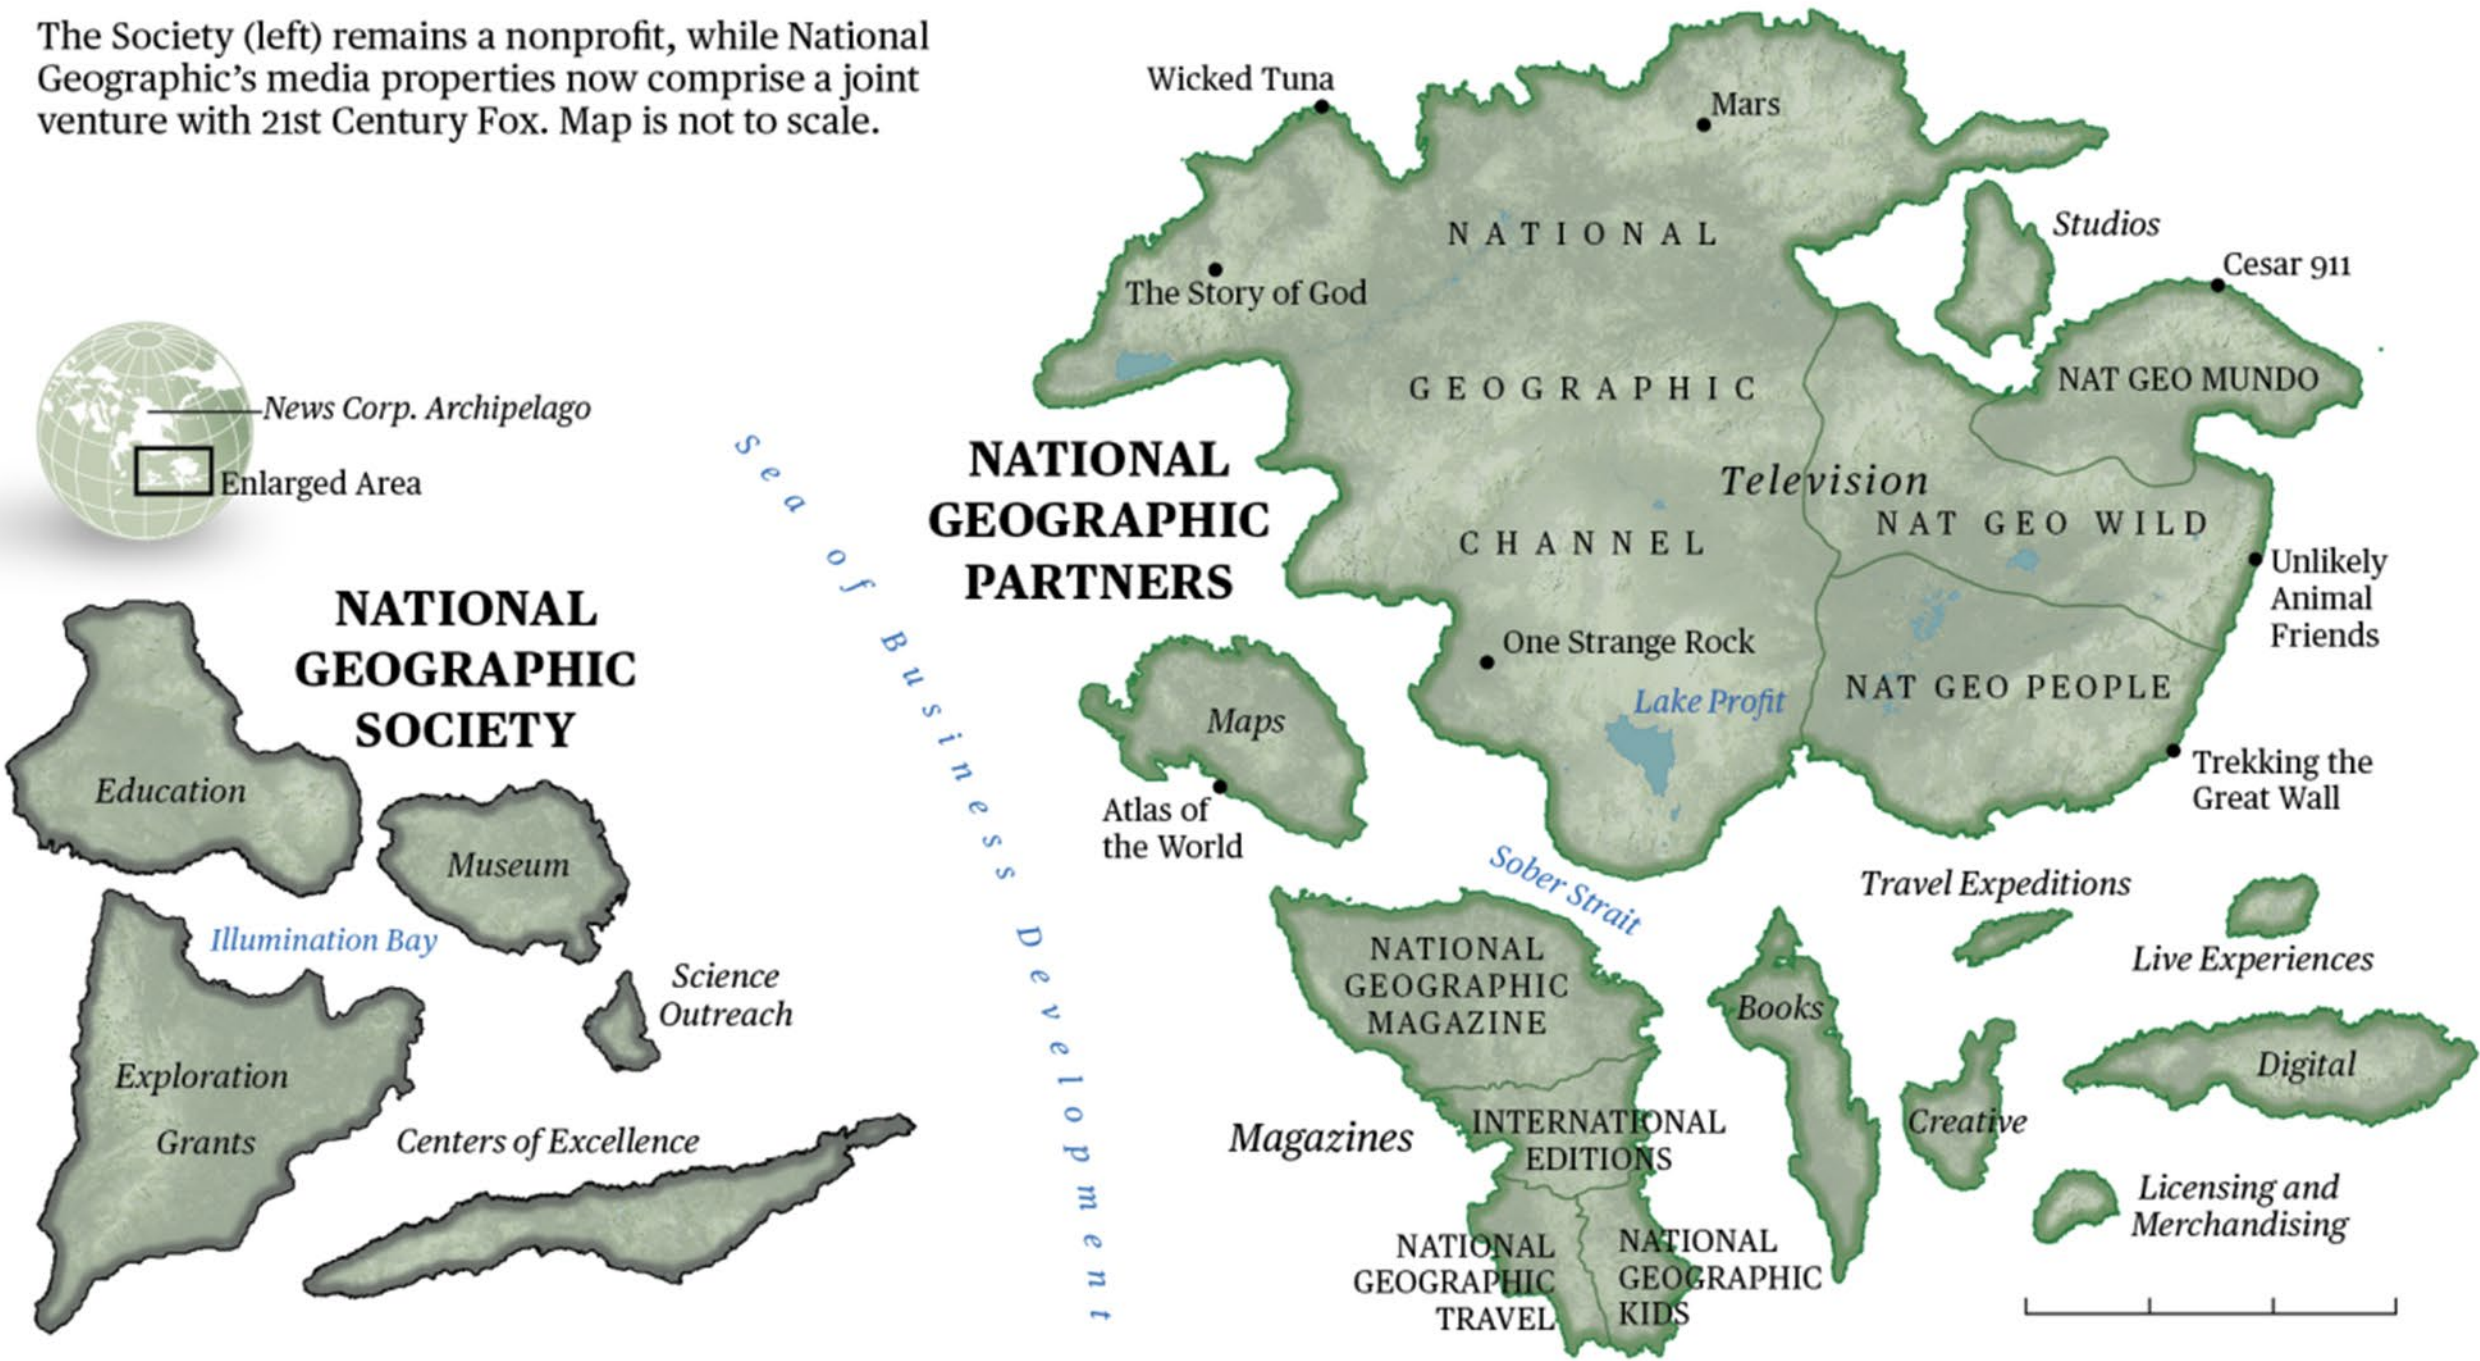 The Society (left) remains a nonprofit, while National
Geographic's media properties now comprise a joint
venture with 21st Century Fox. Map is not to scale.
News Corp. Archipelago
Enlarged Area
NATIONAL
GEOGRAPHIC
SOCIETY
Education
Museum
Illumination Bay
Science
Outreach
Exploration
Grants
Centers of Excellence
Sea of Business Development
NATIONAL
GEOGRAPHIC
PARTNERS
Wicked Tuna
Mars
The Story of God
NATIONAL
GEOGRAPHIC
CHANNEL
Television
Studios
Cesar 911
NAT GEO MUNDO
NAT GEO WILD
Unlikely
Animal
Friends
One Strange Rock
Lake Profit
NAT GEO PEOPLE
Trekking the
Great Wall
Maps
Atlas of
the World
Sober Strait
NATIONAL
GEOGRAPHIC
MAGAZINE
INTERNATIONAL
EDITIONS
Magazines
NATIONAL
GEOGRAPHIC
TRAVEL
NATIONAL
GEOGRAPHIC
KIDS
Books
Travel Expeditions
Live Experiences
Digital
Creative
Licensing and
Merchandising